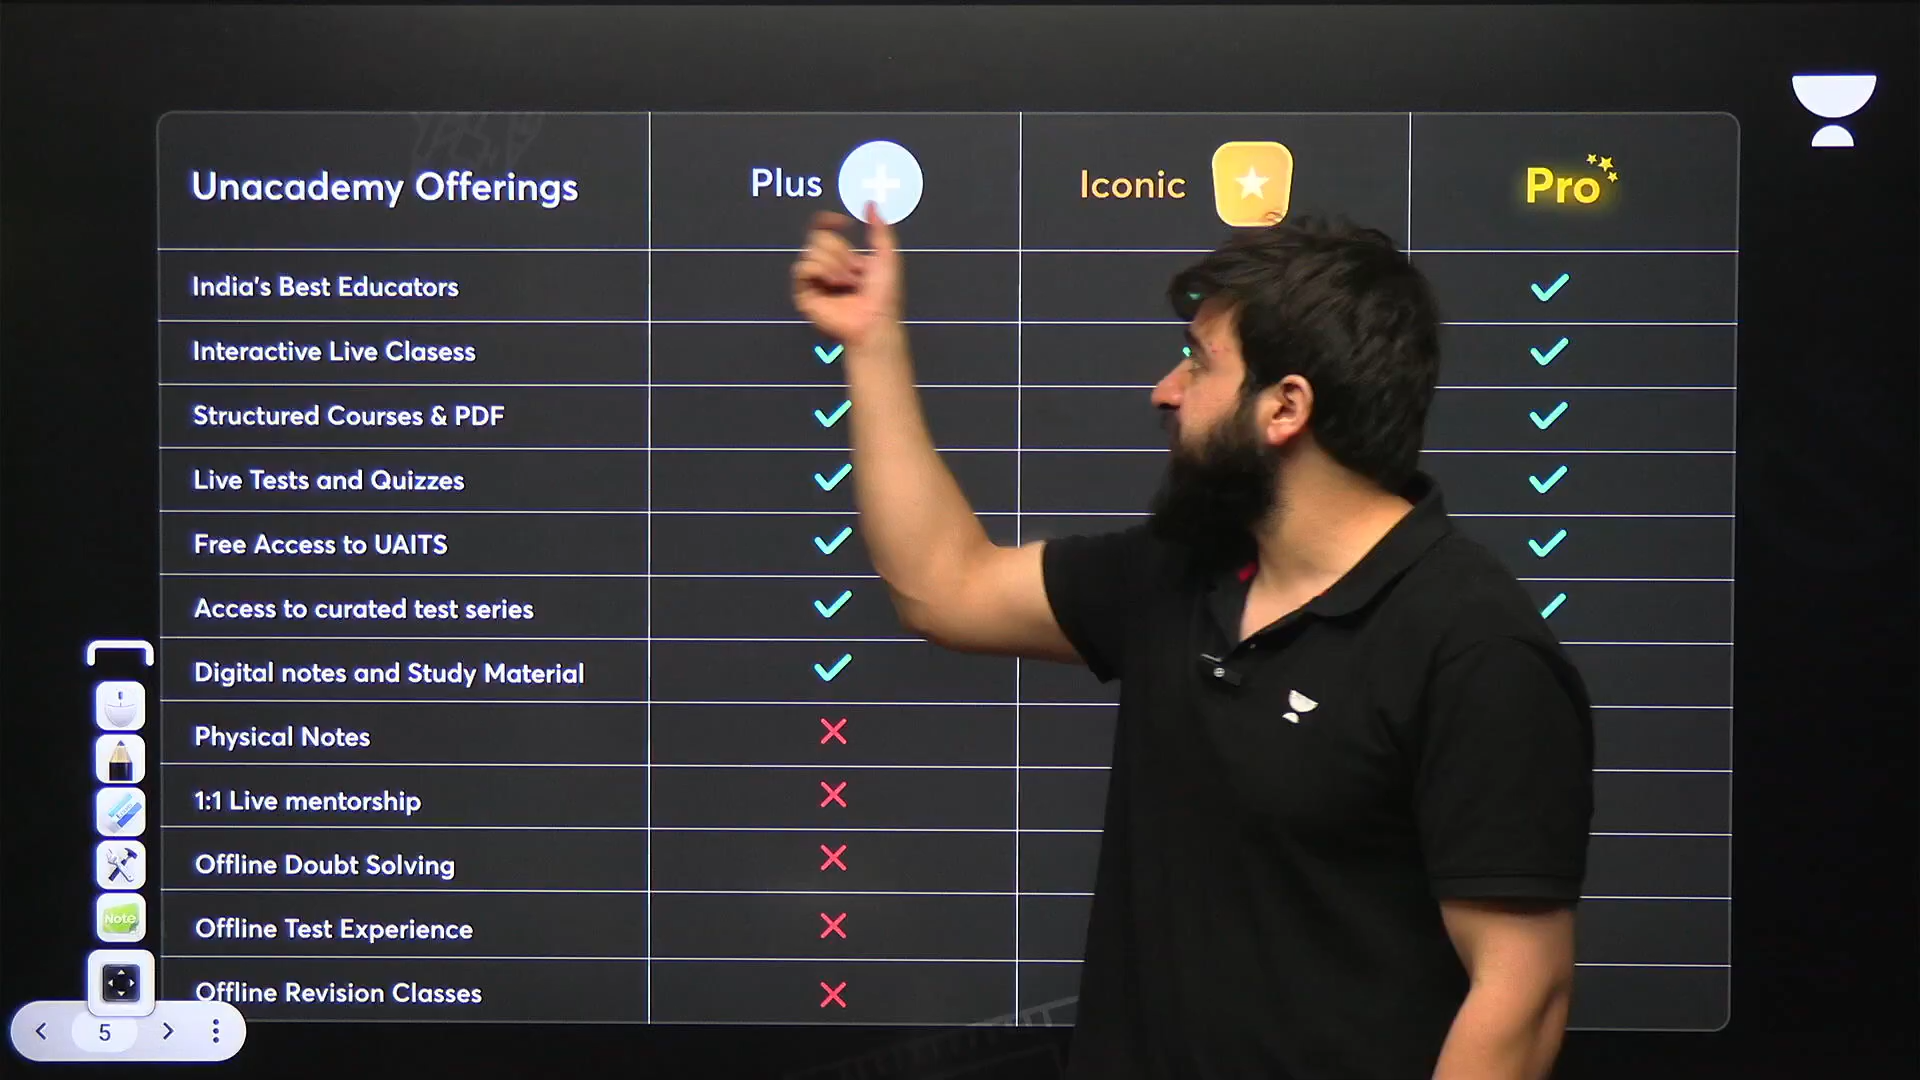 Unacademy Offerings Plus Iconic Pro
India's Best Educators
Interactive Live Clasess
Structured Courses & PDF
Live Tests and Quizzes
Free Access to UAITS
Access to curated test series
Digital notes and Study Material
Physical Notes
1:1 Live mentorship
Offline Doubt Solving
Offline Test Experience
Offline Revision Classes
Note
5